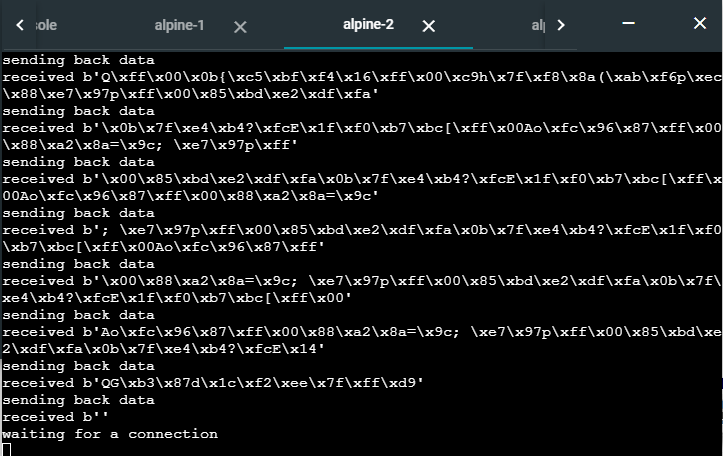 sole
alpine-1
alpine-2
al
sending back data
received b'Q\xff\x00\x0b{\xc5\xbf\xf4\x16\xff\x00\xc9h\x7f\xf8\x8a(\xab\xf6p\xec
\x88\xe7\x97p\xff\x00\x85\xbd\xe2\xdf\xfa'
sending back data
received b'\x0b\x7f\xe4\xb4?\xfcE\x1f\xf0\xb7\xbc[\xff\x00Ao\xfc\x96\x87\xff\x00
\x88\xa2\x8a=\x9c; \xe7\x97p\xff'
sending back data
received b'\x00\x85\xbd\xe2\xdf\xfa\x0b\x7f\xe4\xb4?\xfcE\x1f\xf0\xb7\xbc[\xff\x
00Ao\xfc\x96\x87\xff\x00\x88\xa2\x8a=\x9c'
sending back data
received b'; \xe7\x97p\xff\x00\x85\xbd\xe2\xdf\xfa\x0b\x7f\xe4\xb4?\xfcE\x1f\xf0
\xb7\xbc[\xff\x00Ao\xfc\x96\x87\xff'
sending back data
received b'\x00\x88\xa2\x8a=\x9c; \xe7\x97p\xff\x00\x85\xbd\xe2\xdf\xfa\x0b\x7f\
xe4\xb4?\xfcE\x1f\xf0\xb7\xbc[\xff\x00'
sending back data
received b'Ao\xfc\x96\x87\xff\x00\x88\xa2\x8a=\x9c; \xe7\x97p\xff\x00\x85\xbd\xe
2\xdf\xfa\x0b\x7f\xe4\xb4?\xfcE\x14'
sending back data
received b'QG\xb3\x87d\x1c\xf2\xee\x7f\xff\xd9'
sending back data
received b''
waiting for a connection